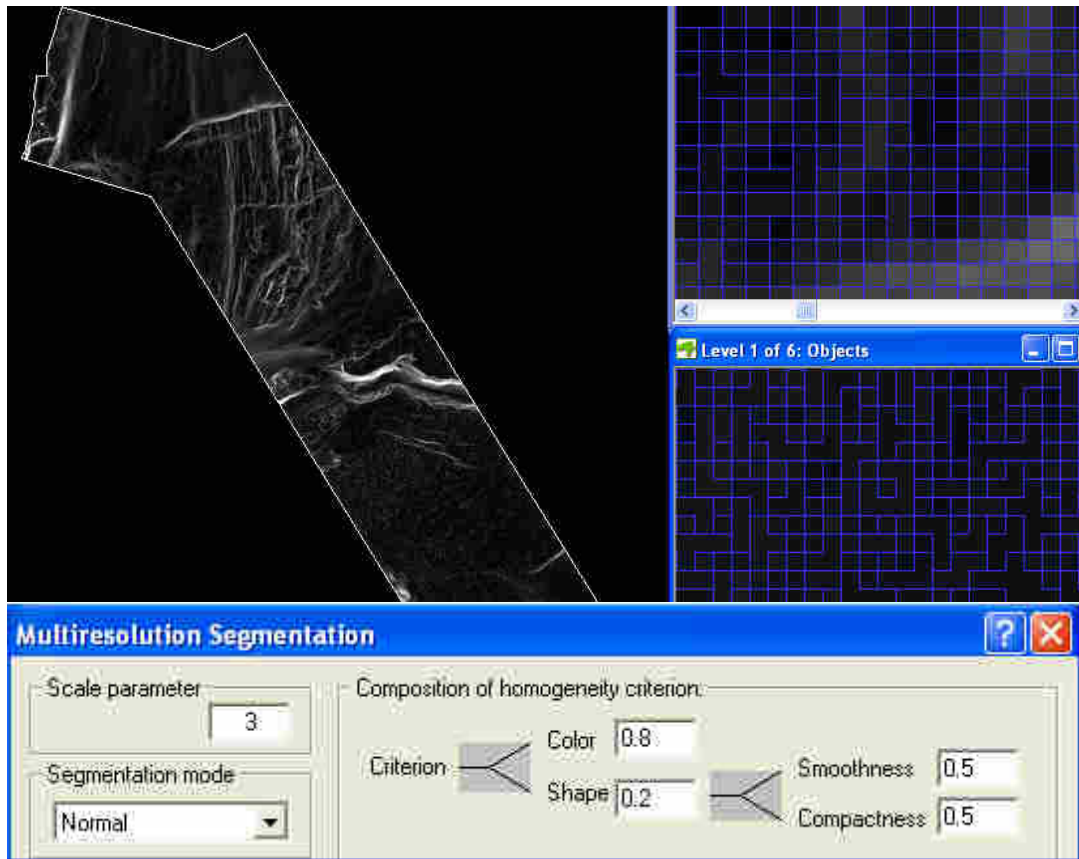 Level 1 of 6: Objects
Multiresolution Segmentation
Scale parameter
3
Composition of homogeneity criterion:
Criterion
Color 0.8
Shape 0.2
Smoothness 0.5
Compactness 0.5
Segmentation mode
Normal